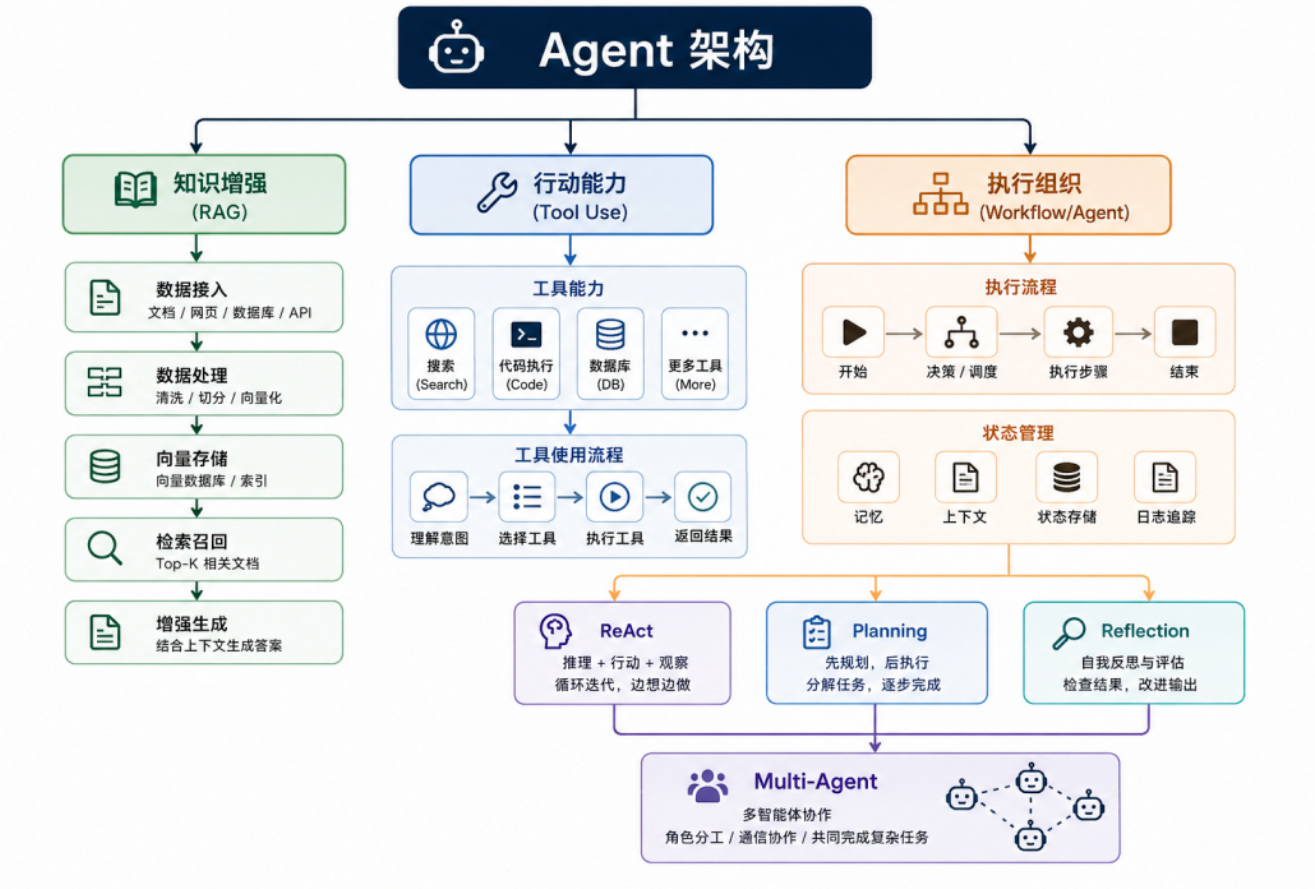 Agent 架构
知识增强
(RAG)
数据接入
文档 / 网页 / 数据库 / API
数据处理
清洗 / 切分 / 向量化
向量存储
向量数据库 / 索引
检索召回
Top-K 相关文档
增强生成
结合上下文生成答案
行动能力
(Tool Use)
工具能力
搜索
(Search)
代码执行
(Code)
数据库
(DB)
更多工具
(More)
工具使用流程
理解意图
选择工具
执行工具
返回结果
执行组织
(Workflow/Agent)
执行流程
开始
决策 / 调度
执行步骤
结束
状态管理
记忆
上下文
状态存储
日志追踪
ReAct
推理 + 行动 + 观察
循环迭代，边想边做
Planning
先规划，后执行
分解任务，逐步完成
Reflection
自我反思与评估
检查结果，改进输出
Multi-Agent
多智能体协作
角色分工 / 通信协作 / 共同完成复杂任务